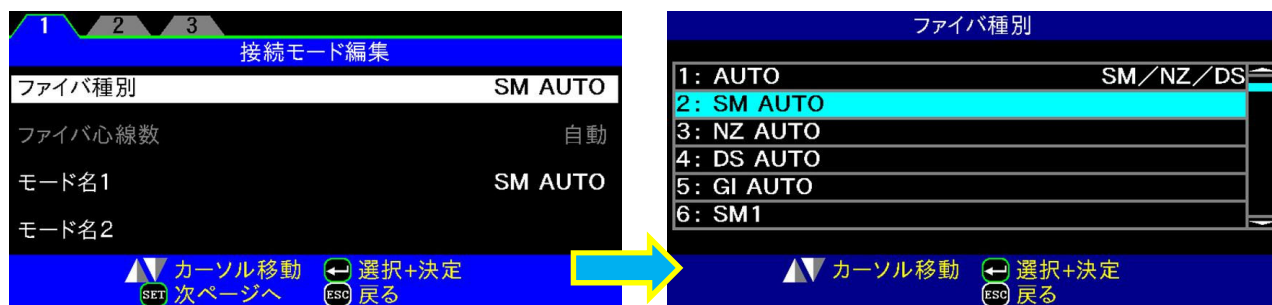 1 2 3
接続モード編集
ファイバ種別 SM AUTO
ファイバ心線数 自動
モード名1 SM AUTO
モード名2
カーソル移動 選択+決定
SET 次ページへ ESC 戻る
ファイバ種別
1: AUTO SM/NZ/DS
2: SM AUTO
3: NZ AUTO
4: DS AUTO
5: GI AUTO
6: SM1
カーソル移動 選択+決定
ESC 戻る